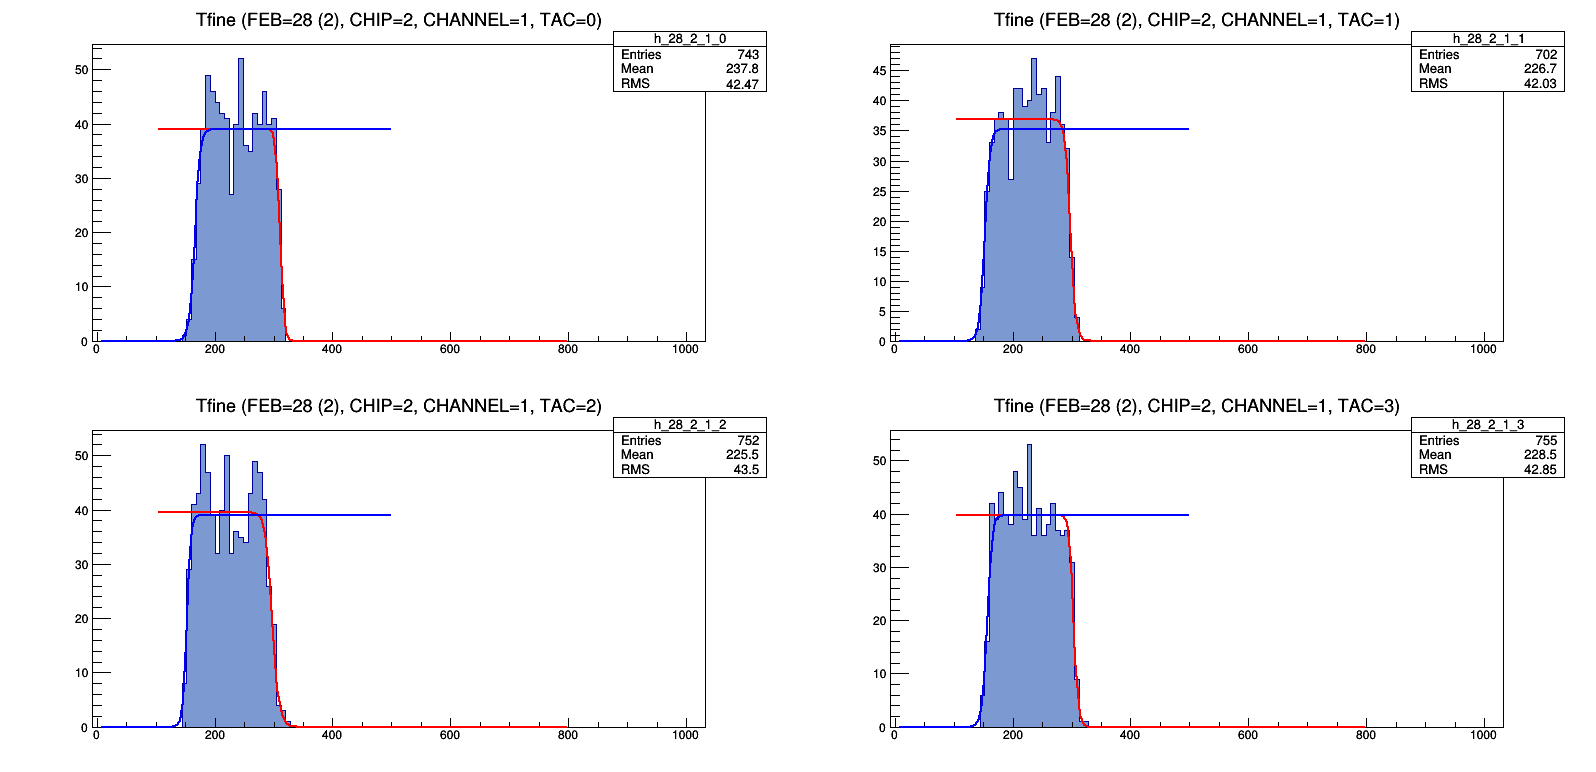 Tfine (FEB=28 (2), CHIP=2, CHANNEL=1, TAC=0)
h_28_2_1_0
Entries 743
Mean 237.8
RMS 42.47
50
40
30
20
10
0
0 200 400 600 800 1000
Tfine (FEB=28 (2), CHIP=2, CHANNEL=1, TAC=1)
h_28_2_1_1
Entries 702
Mean 226.7
RMS 42.03
45
40
35
30
25
20
15
10
5
0
0 200 400 600 800 1000
Tfine (FEB=28 (2), CHIP=2, CHANNEL=1, TAC=2)
h_28_2_1_2
Entries 752
Mean 225.5
RMS 43.5
50
40
30
20
10
0
0 200 400 600 800 1000
Tfine (FEB=28 (2), CHIP=2, CHANNEL=1, TAC=3)
h_28_2_1_3
Entries 755
Mean 228.5
RMS 42.85
50
40
30
20
10
0
0 200 400 600 800 1000